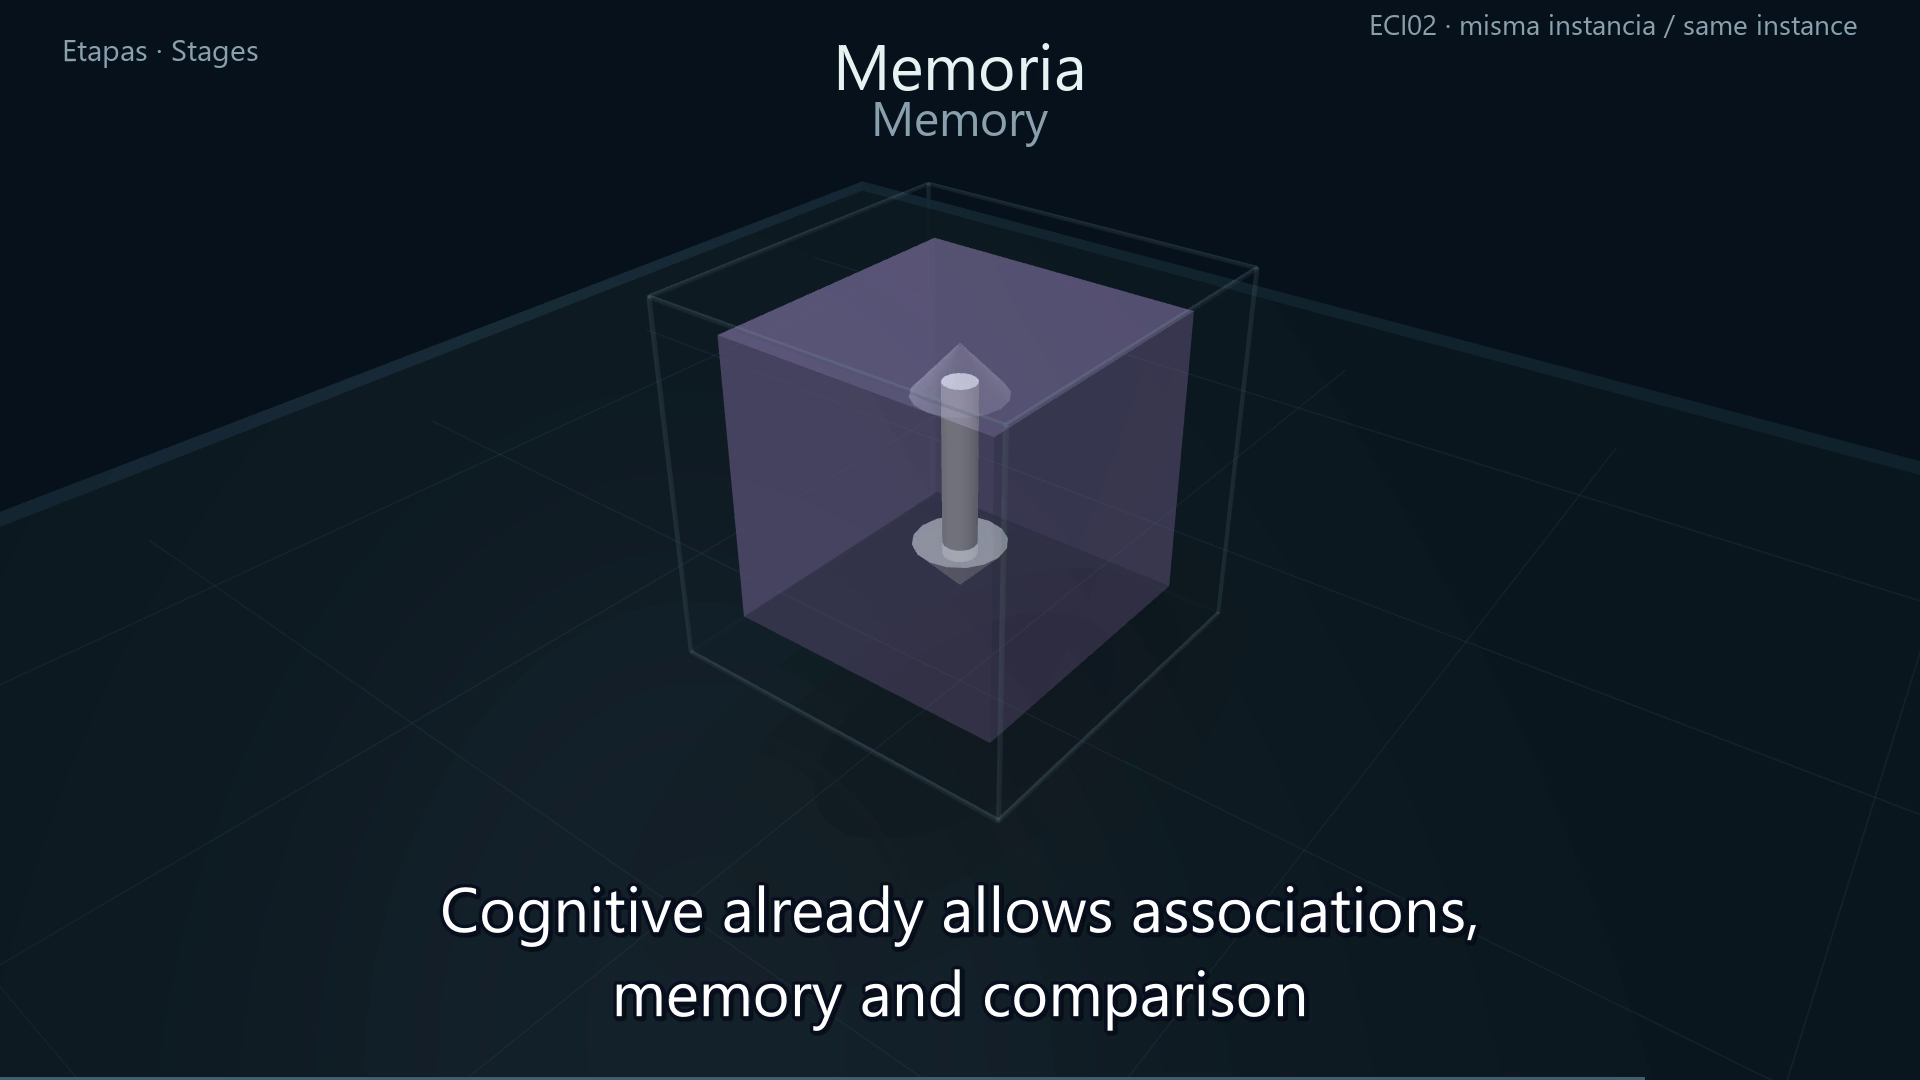 Etapas · Stages
ECI02 · misma instancia / same instance
Memoria
Memory
Cognitive already allows associations,
memory and comparison